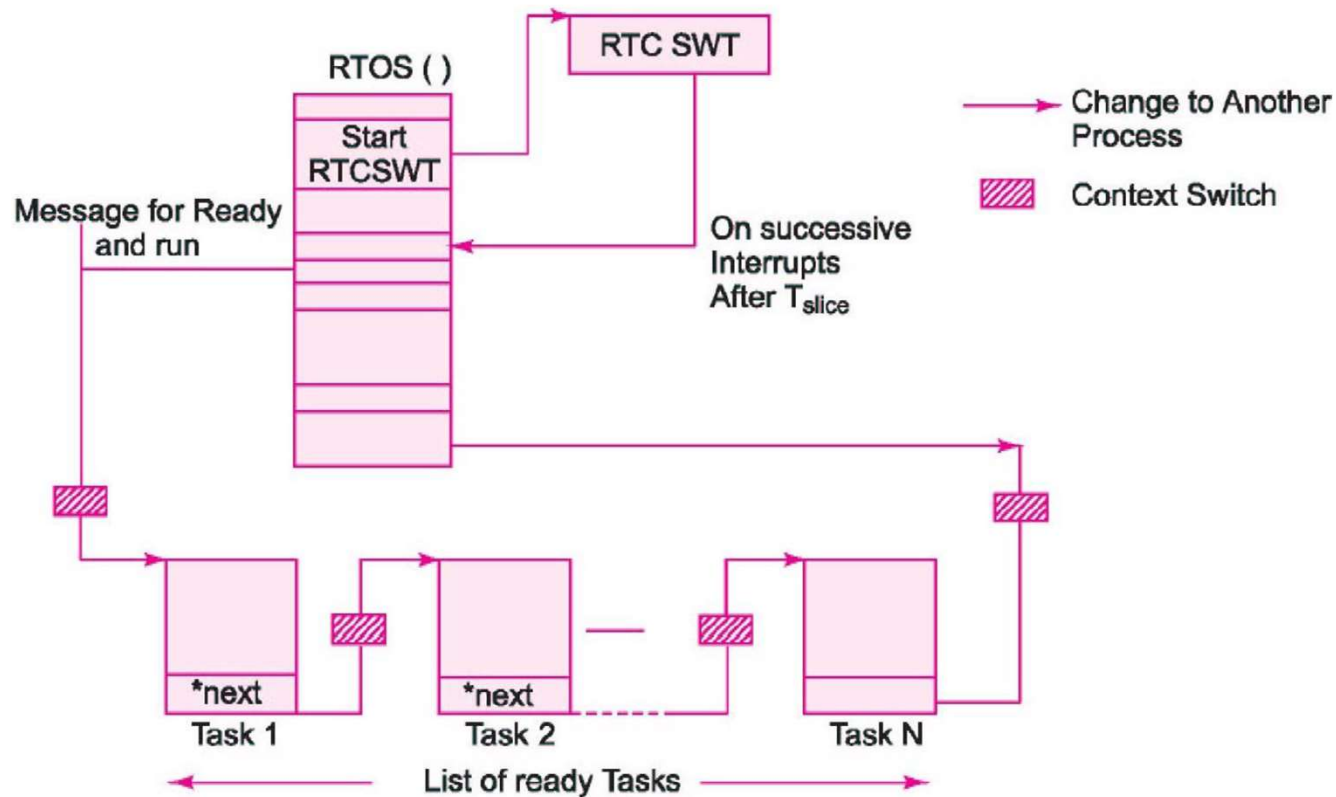 RTC SWT
RTOS ( )
Start
RTCSWT
Change to Another
Process
Context Switch
Message for Ready
and run
On successive
Interrupts
After Tslice
*next
*next
Task 1
Task 2
Task N
List of ready Tasks